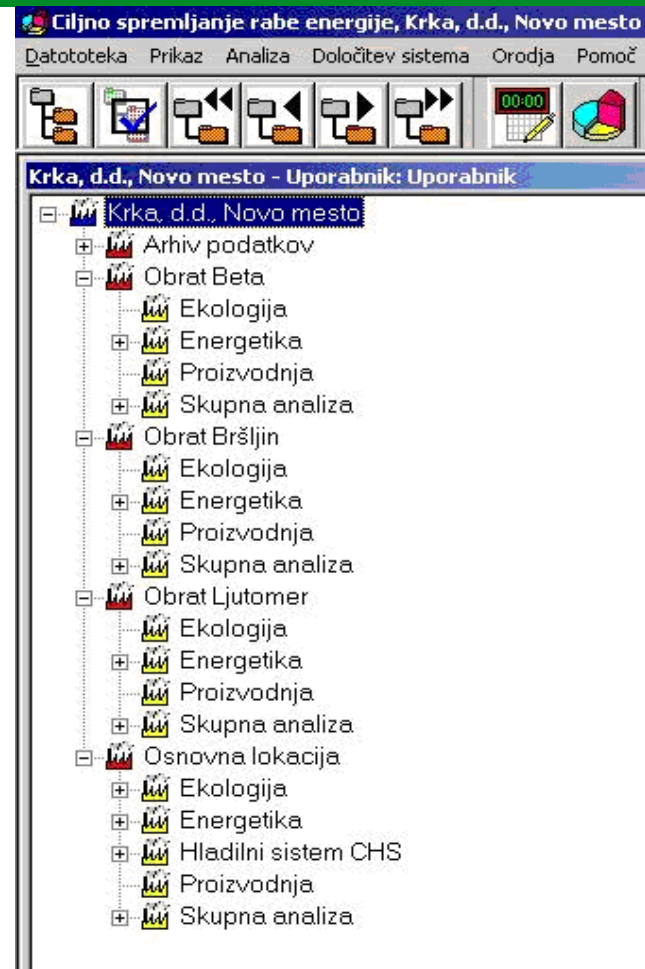 Ciljno spremljanje rabe energije, Krka, d.d., Novo mesto
Datototeka Prikaz Analiza Določitev sistema Orodja Pomoč
00:00
Krka, d.d., Novo mesto - Uporabnik: Uporabnik
Krka, d.d., Novo mesto
Arhiv podatkov
Obrat Beta
Ekologija
Energetika
Proizvodnja
Skupna analiza
Obrat Bršljin
Ekologija
Energetika
Proizvodnja
Skupna analiza
Obrat Ljutomer
Ekologija
Energetika
Proizvodnja
Skupna analiza
Osnovna lokacija
Ekologija
Energetika
Hladilni sistem CHS
Proizvodnja
Skupna analiza